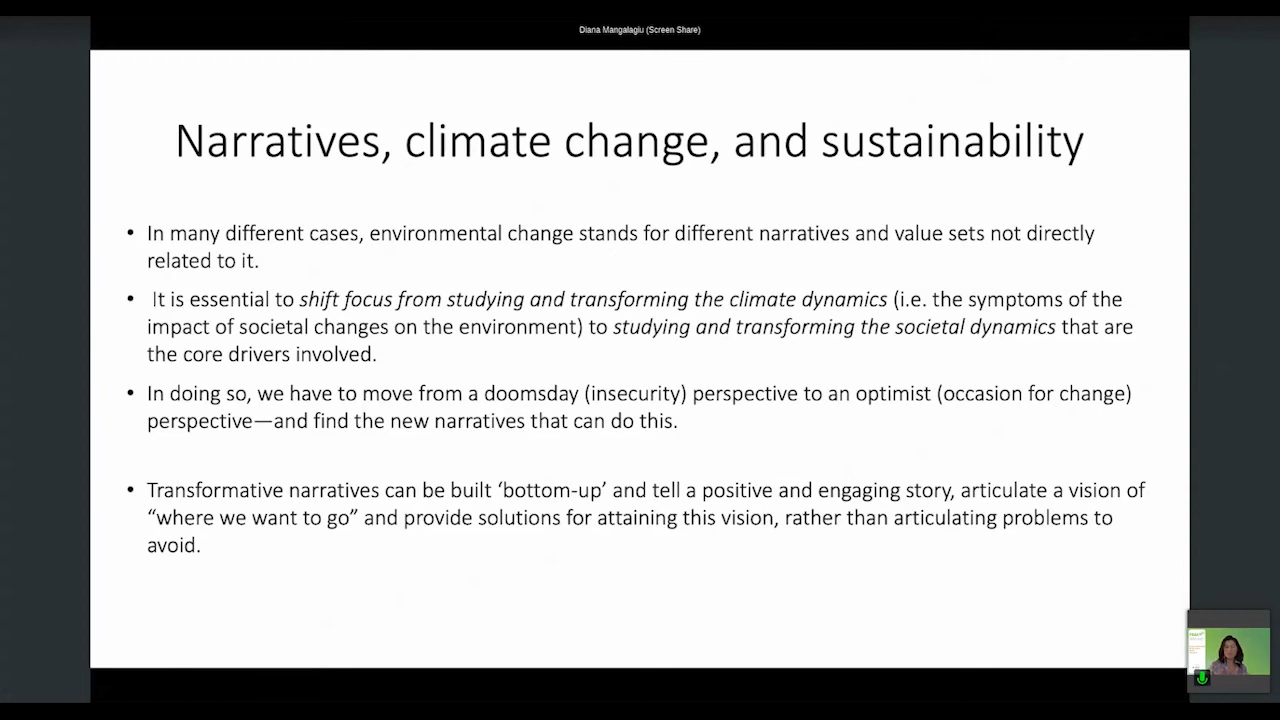 Diana Mangalagiu (Screen Share)
Narratives, climate change, and sustainability
• In many different cases, environmental change stands for different narratives and value sets not directly
related to it.
• It is essential to shift focus from studying and transforming the climate dynamics (i.e. the symptoms of the
impact of societal changes on the environment) to studying and transforming the societal dynamics that are
the core drivers involved.
• In doing so, we have to move from a doomsday (insecurity) perspective to an optimist (occasion for change)
perspective—and find the new narratives that can do this.
• Transformative narratives can be built ‘bottom-up’ and tell a positive and engaging story, articulate a vision of
“where we want to go” and provide solutions for attaining this vision, rather than articulating problems to
avoid.